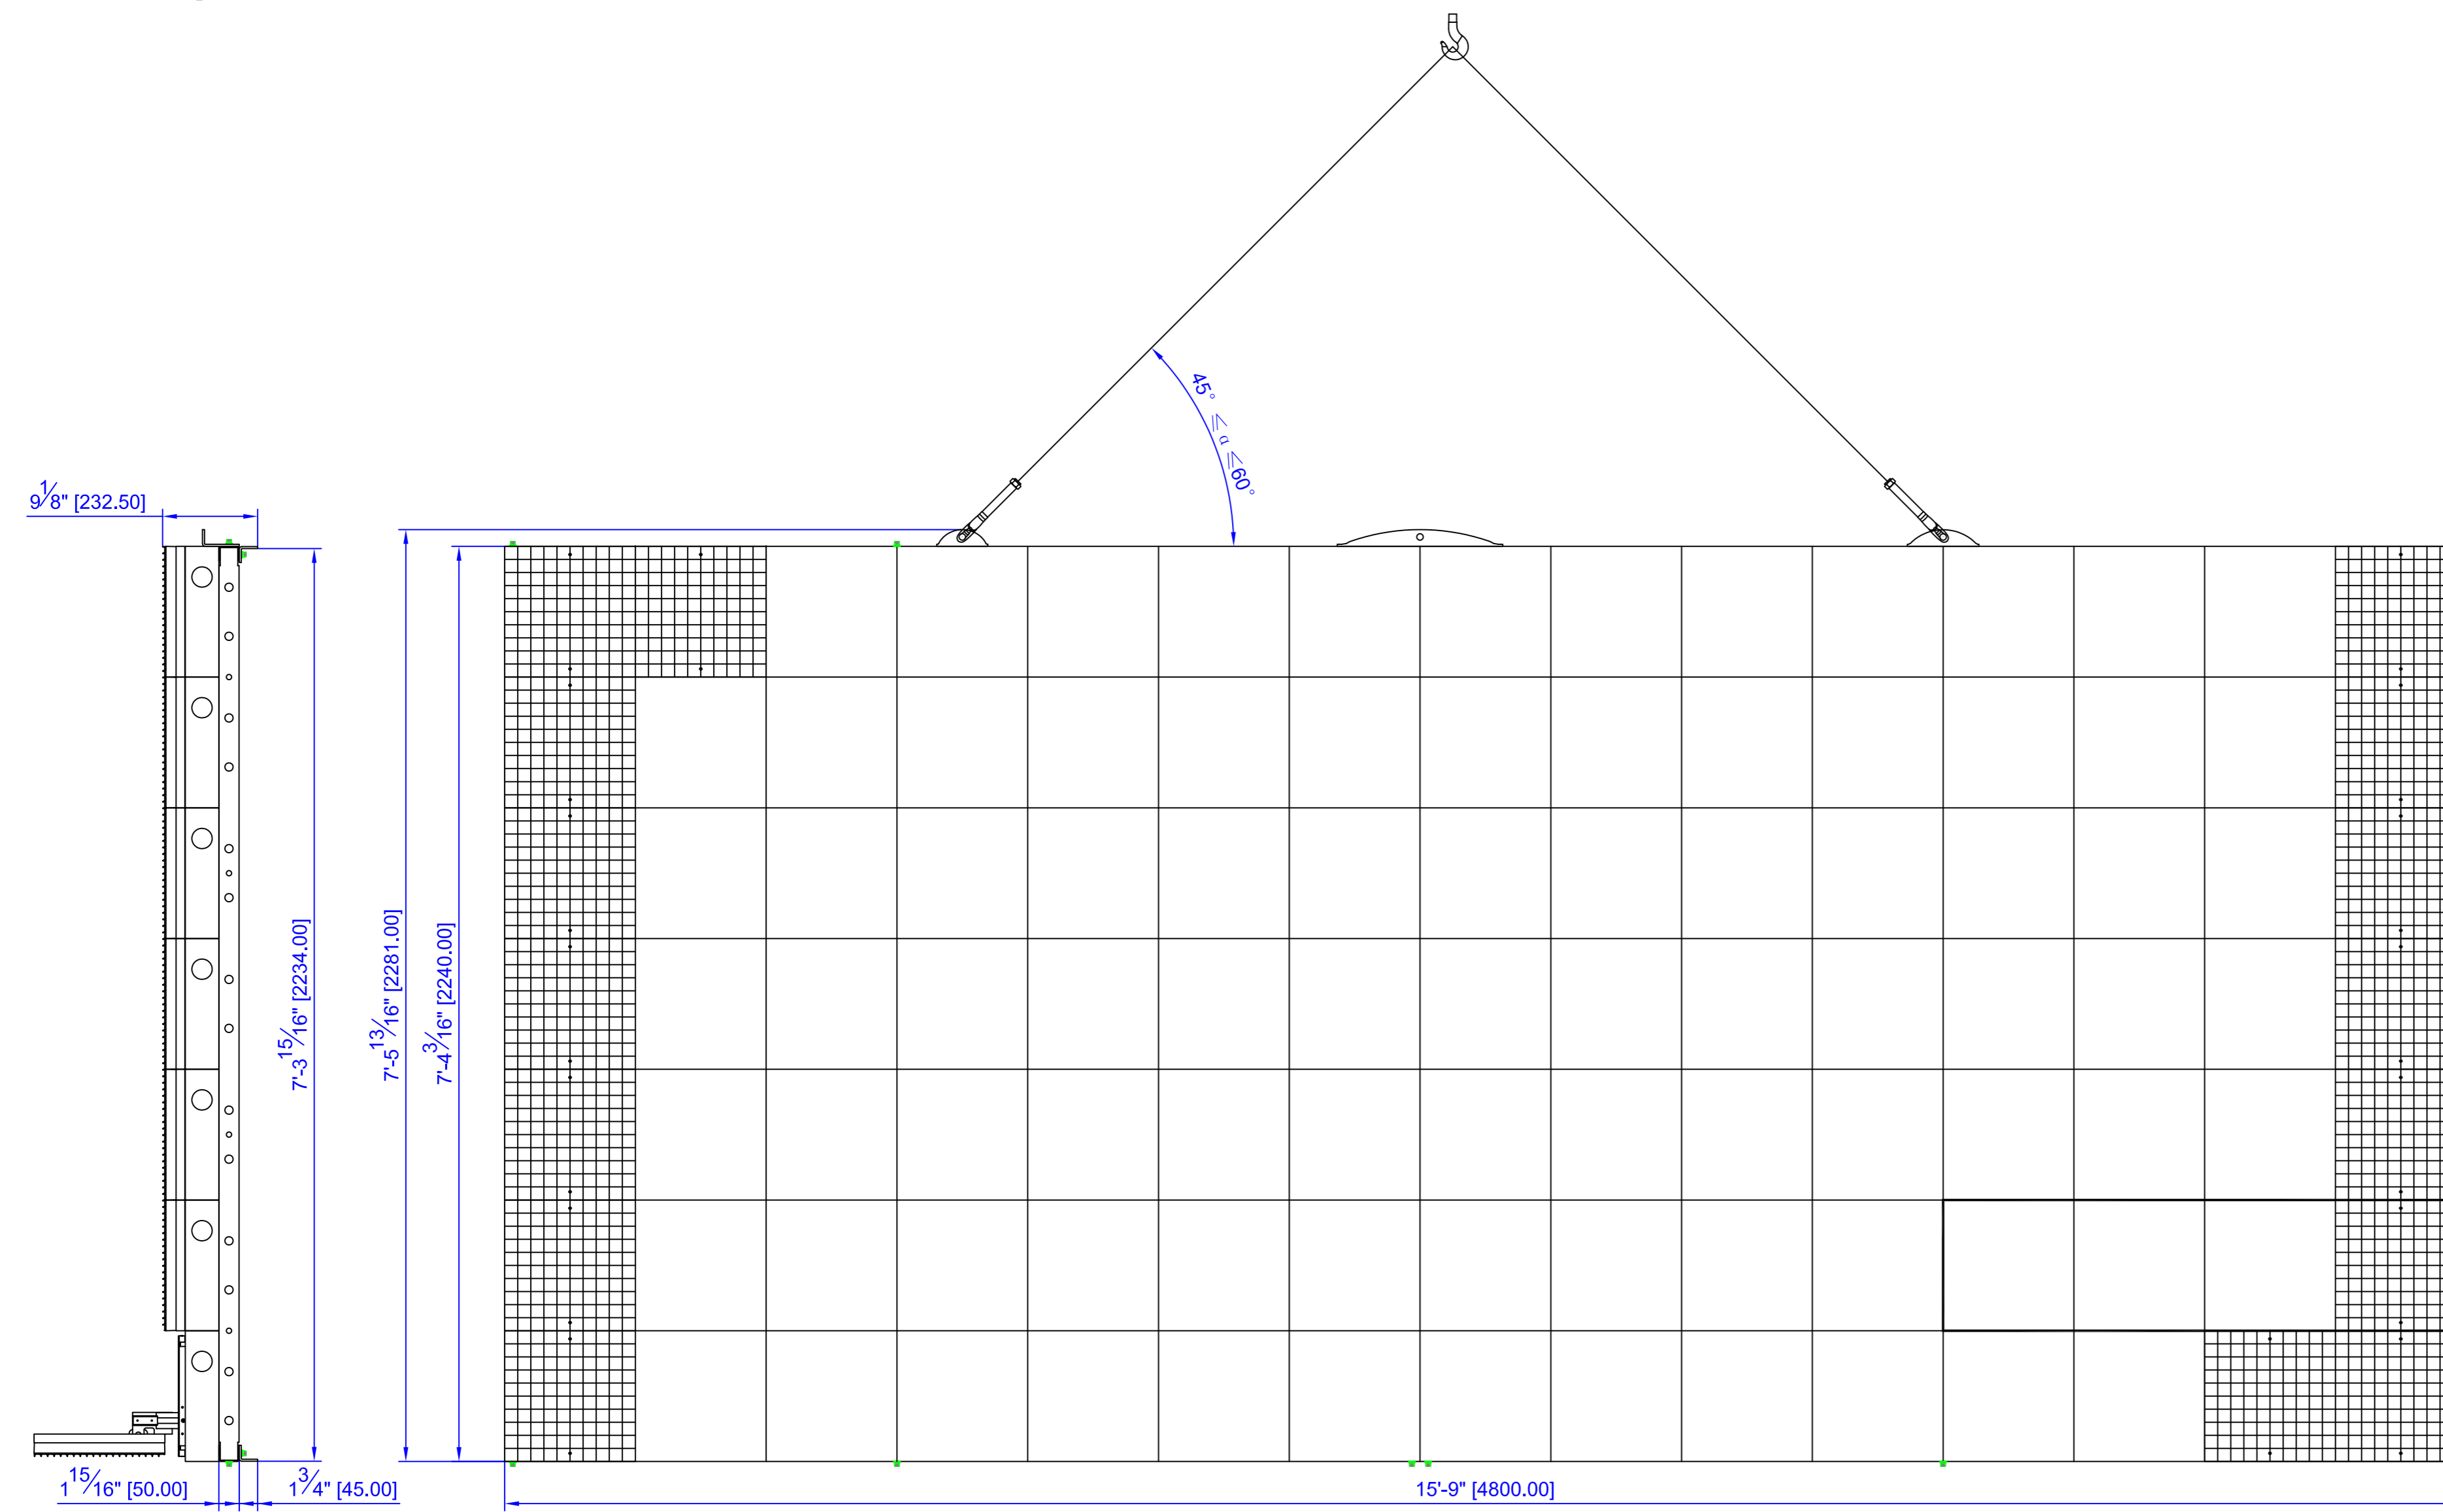 45° ≤ α ≤60°
9 1/8" [232.50]
7'-3 15/16" [2234.00]
7'-5 13/16" [2281.00]
7'-4 3/16" [2240.00]
1 15/16" [50.00]
1 3/4" [45.00]
15'-9" [4800.00]